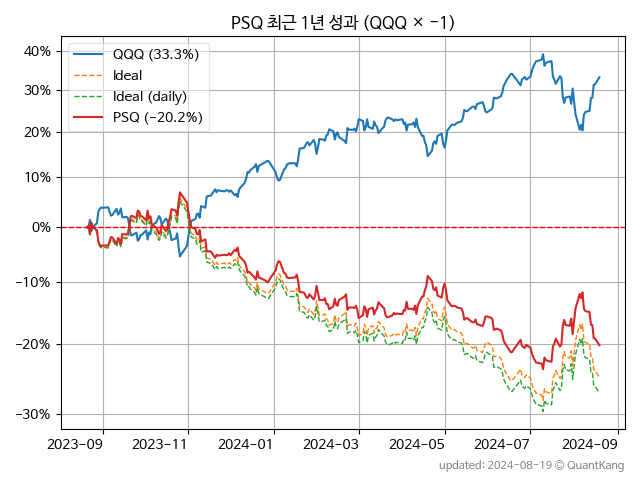 PSQ 최근 1년 성과 (QQQ × −1)
40%
30%
20%
10%
0%
−10%
−20%
−30%
QQQ (33.3%)
Ideal
Ideal (daily)
PSQ (−20.2%)
2023−09
2023−11
2024−01
2024−03
2024−05
2024−07
2024−09
updated: 2024-08-19 © QuantKang